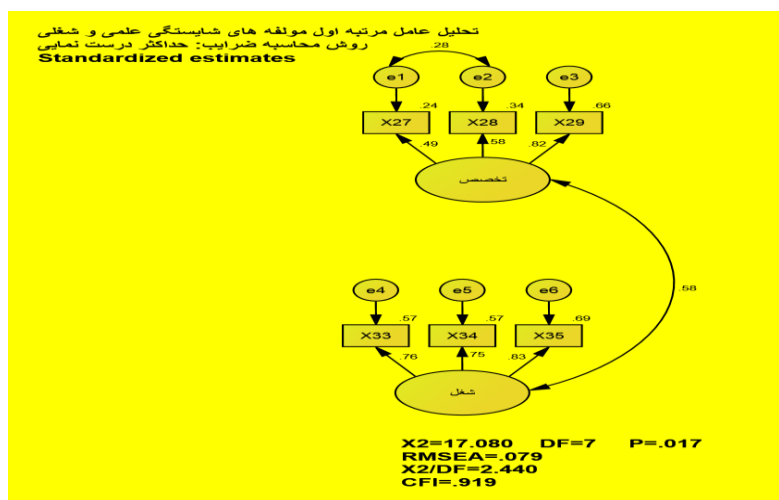 تحلیل عامل مرتبه اول مولفه های شایستگی علمی و شغلی
روش محاسبه ضرایب: حداکثر درست نمایی
Standardized estimates
.28
e1 e2 e3
.24 .34 .66
X27 X28 X29
.49 .58 .82
تخصص
.58
e4 e5 e6
.57 .57 .69
X33 X34 X35
.76 .75 .83
شغل
X2=17.080 DF=7 P=.017
RMSEA=.079
X2/DF=2.440
CFI=.919